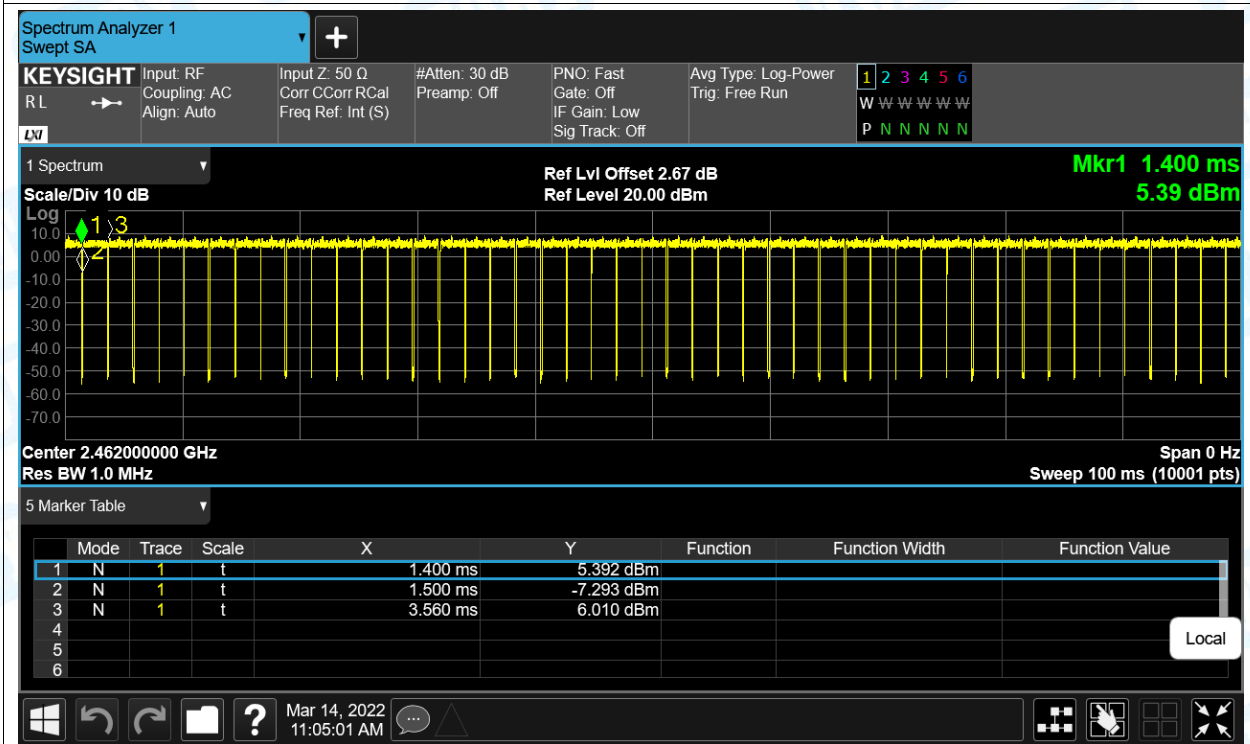 Spectrum Analyzer 1
Swept SA
KEYSIGHT Input: RF Input Z: 50 Ω #Atten: 30 dB PNO: Fast Avg Type: Log-Power 1 2 3 4 5 6
R L Coupling: AC Corr CCorr RCal Preamp: Off Gate: Off Trig: Free Run W W W W W W
Align: Auto Freq Ref: Int (S) IF Gain: Low
LXI Sig Track: Off P N N N N N
1 Spectrum Ref Lvl Offset 2.67 dB Mkr1 1.400 ms
Scale/Div 10 dB Ref Level 20.00 dBm 5.39 dBm
Log
1 3
10.0
0.00 2
-10.0
-20.0
-30.0
-40.0
-50.0
-60.0
-70.0
Center 2.462000000 GHz Span 0 Hz
Res BW 1.0 MHz Sweep 100 ms (10001 pts)
5 Marker Table
Mode Trace Scale X Y Function Function Width Function Value
1 N 1 t 1.400 ms 5.392 dBm
2 N 1 t 1.500 ms -7.293 dBm
3 N 1 t 3.560 ms 6.010 dBm
4
5
6
Local
? Mar 14, 2022
11:05:01 AM